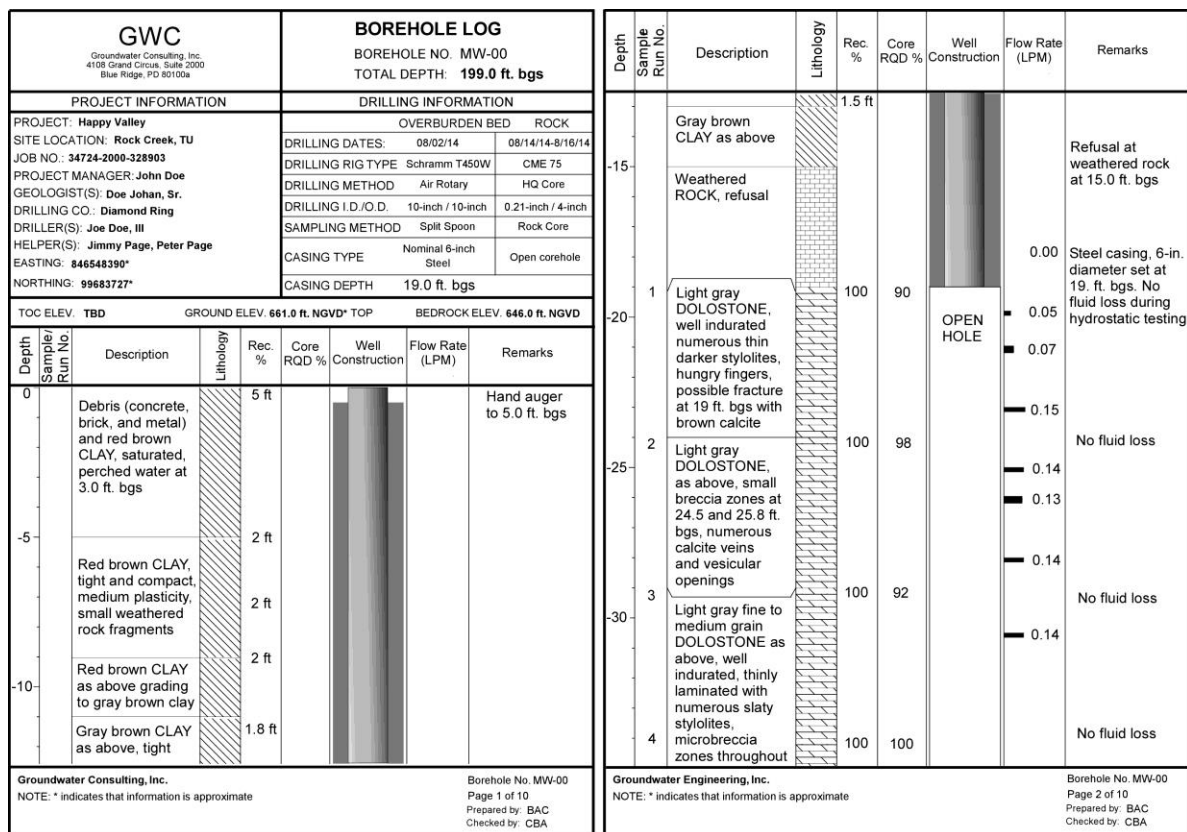 GWC
Groundwater Consulting, Inc.
4108 Grand Circus, Suite 2000
Blue Ridge, PD 80100a
BOREHOLE LOG
BOREHOLE NO. MW-00
TOTAL DEPTH: 199.0 ft. bgs
PROJECT INFORMATION
PROJECT: Happy Valley
SITE LOCATION: Rock Creek, TU
JOB NO.: 34724-2000-328903
PROJECT MANAGER: John Doe
GEOLOGIST(S): Doe Johan, Sr.
DRILLING CO.: Diamond Ring
DRILLER(S): Joe Doe, III
HELPER(S): Jimmy Page, Peter Page
EASTING: 846548390*
NORTHING: 99683727*
DRILLING INFORMATION
OVERBURDEN BED ROCK
DRILLING DATES: 08/02/14 08/14/14-8/16/14
DRILLING RIG TYPE Schramm T450W CME 75
DRILLING METHOD Air Rotary HQ Core
DRILLING I.D./O.D. 10-inch / 10-inch 0.21-inch / 4-inch
SAMPLING METHOD Split Spoon Rock Core
CASING TYPE Nominal 6-inch Steel Open corehole
CASING DEPTH 19.0 ft. bgs
TOC ELEV. TBD GROUND ELEV. 661.0 ft. NGVD* TOP BEDROCK ELEV. 646.0 ft. NGVD
Depth
Sample/
Run No.
Description
Lithology
Rec.
%
Core
RQD %
Well
Construction
Flow Rate
(LPM)
Remarks
0
Debris (concrete,
brick, and metal)
and red brown
CLAY, saturated,
perched water at
3.0 ft. bgs
5 ft
Hand auger
to 5.0 ft. bgs
-5
2 ft
Red brown CLAY,
tight and compact,
medium plasticity,
small weathered
rock fragments
2 ft
2 ft
Red brown CLAY
as above grading
to gray brown clay
-10
Gray brown CLAY
as above, tight
1.8 ft
Groundwater Consulting, Inc.
NOTE: * indicates that information is approximate
Borehole No. MW-00
Page 1 of 10
Prepared by: BAC
Checked by: CBA
Depth
Sample
Run No.
Description
Lithology
Rec.
%
Core
RQD %
Well
Construction
Flow Rate
(LPM)
Remarks
1.5 ft
Gray brown
CLAY as above
-15
Weathered
ROCK, refusal
Refusal at
weathered rock
at 15.0 ft. bgs
0.00
Steel casing, 6-in.
diameter set at
19. ft. bgs. No
fluid loss during
hydrostatic testing
1
Light gray
DOLOSTONE,
well indurated
numerous thin
darker stylolites,
hungry fingers,
possible fracture
at 19 ft. bgs with
brown calcite
100
90
-20
OPEN
HOLE
0.05
0.07
0.15
2
Light gray
DOLOSTONE,
as above, small
breccia zones at
24.5 and 25.8 ft.
bgs, numerous
calcite veins
and vesicular
openings
100
98
No fluid loss
-25
0.14
0.13
0.14
3
100
92
No fluid loss
-30
Light gray fine to
medium grain
DOLOSTONE as
above, well
indurated, thinly
laminated with
numerous slaty
stylolites,
microbreccia
zones throughout
0.14
4
100
100
No fluid loss
Groundwater Engineering, Inc.
NOTE: * indicates that information is approximate
Borehole No. MW-00
Page 2 of 10
Prepared by: BAC
Checked by: CBA